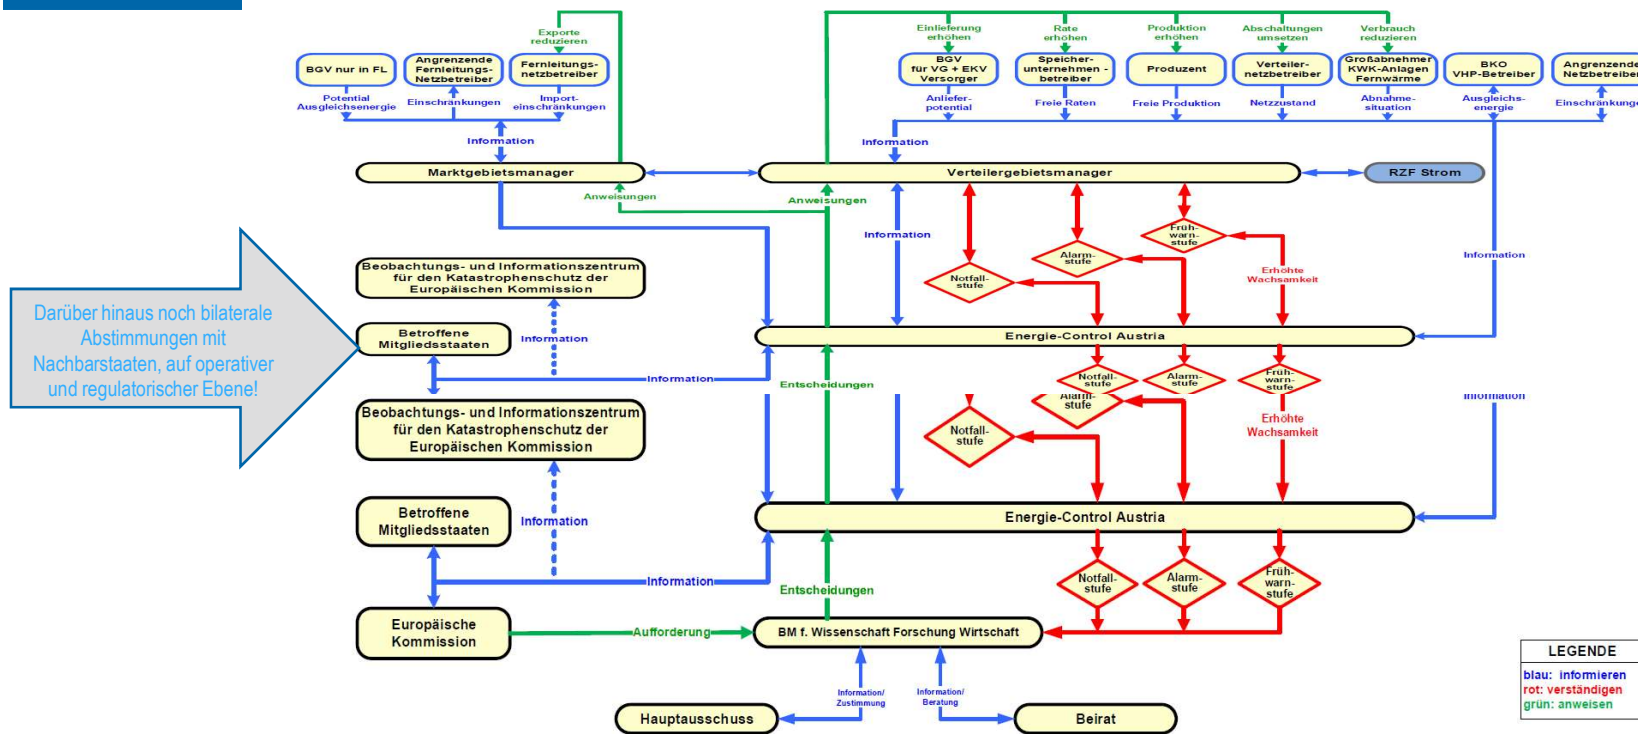 Exporte
reduzieren
Einlieferung
erhöhen
Rate
erhöhen
Produktion
erhöhen
Abschaltungen
umsetzen
Verbrauch
reduzieren
BGV nur in FL
Angrenzende
Fernleitungs-
Netzbetreiber
Fernleitungs-
netzbetreiber
BGV
für VG + EKV
Versorger
Speicher-
unternehmen -
betreiber
Produzent
Verteiler-
netzbetreiber
Großabnehmer
KWK-Anlagen
Fernwärme
BKO
VHP-Betreiber
Angrenzende
Netzbetreiber
Potential
Ausgleichsenergie
Einschränkungen
Import-
einschränkungen
Anliefer-
potential
Freie Raten
Freie Produktion
Netzzustand
Abnahme-
situation
Ausgleichs-
energie
Einschränkunge
Information
Information
Marktgebietsmanager
Verteilergebietsmanager
RZF Strom
Anweisungen
Anweisungen
Information
Früh-
warn-
stufe
Alarm-
stufe
Notfall-
stufe
Erhöhte
Wachsamkeit
Information
Beobachtungs- und Informationszentrum
für den Katastrophenschutz der
Europäischen Kommission
Darüber hinaus noch bilaterale
Abstimmungen mit
Nachbarstaaten, auf operativer
und regulatorischer Ebene!
Betroffene
Mitgliedsstaaten
Information
Energie-Control Austria
Information
Entscheidungen
Notfall-
stufe
Alarm-
stufe
Früh-
warn-
stufe
Beobachtungs- und Informationszentrum
für den Katastrophenschutz der
Europäischen Kommission
Alarm-
stufe
Notfall-
stufe
Erhöhte
Wachsamkeit
Information
Betroffene
Mitgliedsstaaten
Information
Energie-Control Austria
Information
Entscheidungen
Notfall-
stufe
Alarm-
stufe
Früh-
warn-
stufe
Europäische
Kommission
Aufforderung
BM f. Wissenschaft Forschung Wirtschaft
Information/
Zustimmung
Information/
Beratung
Hauptausschuss
Beirat
LEGENDE
blau: informieren
rot: verständigen
grün: anweisen